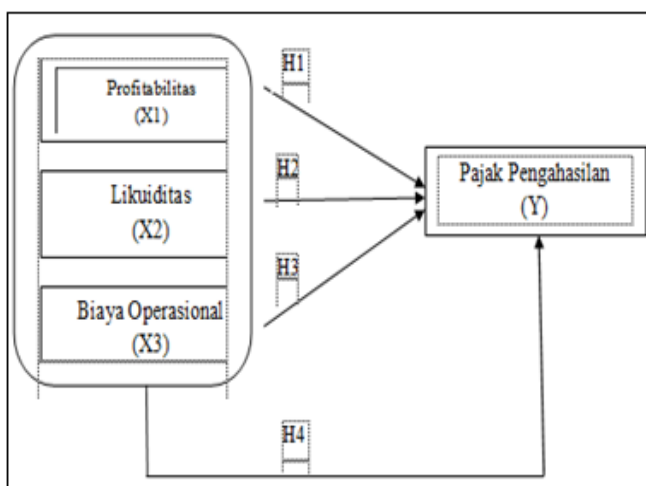 Profitabilitas
(X1)
Likuiditas
(X2)
Biaya Operasional
(X3)
H1
H2
H3
H4
Pajak Pengahasilan
(Y)